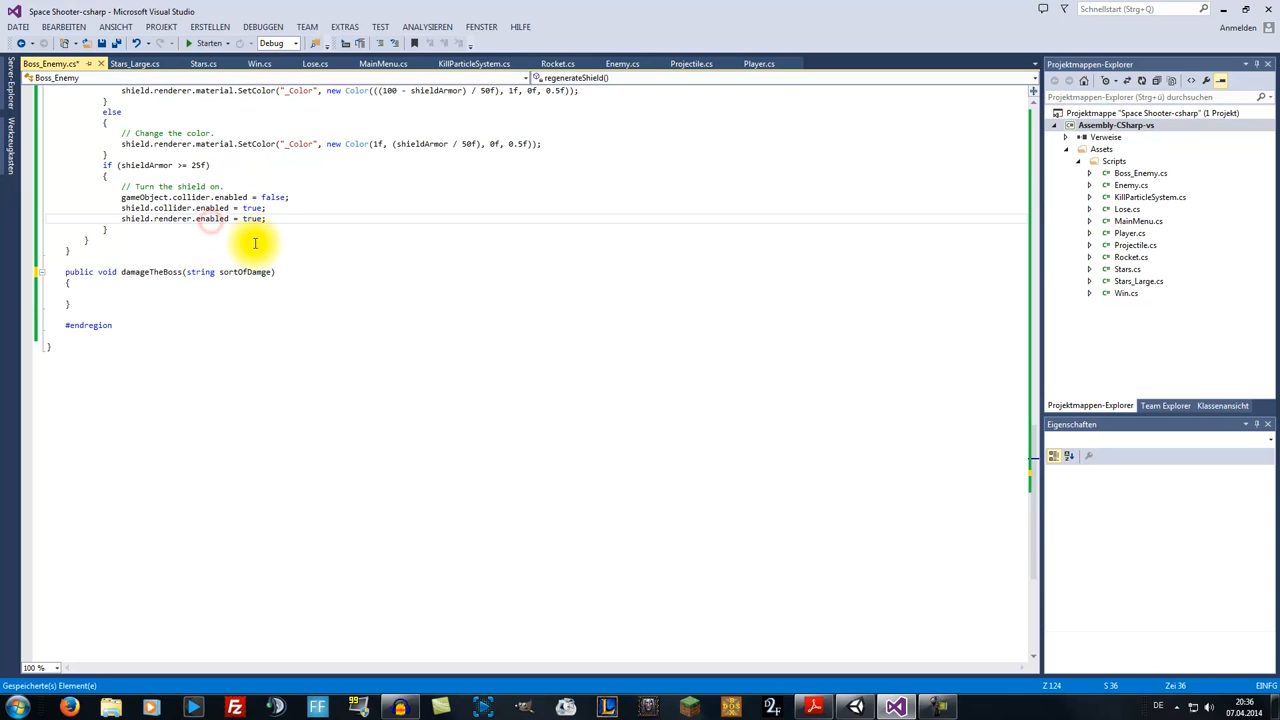 Space Shooter-csharp - Microsoft Visual Studio
Schnellstart (Strg+Q)
DATEI BEARBEITEN ANSICHT PROJEKT ERSTELLEN DEBUGGEN TEAM EXTRAS TEST ANALYSIEREN FENSTER HILFE
Anmelden
Starten
Debug
Boss_Enemy.cs*
Stars_Large.cs
Stars.cs
Win.cs
Lose.cs
MainMenu.cs
KillParticleSystem.cs
Rocket.cs
Enemy.cs
Projectile.cs
Player.cs
Boss_Enemy
regenerateShield()
Server-Explorer
Werkzeugkasten
shield.renderer.material.SetColor("_Color", new Color(((100 - shieldArmor) / 50f), 1f, 0f, 0.5f));
}
else
{
// Change the color.
shield.renderer.material.SetColor("_Color", new Color(1f, (shieldArmor / 50f), 0f, 0.5f));
}
if (shieldArmor >= 25f)
{
// Turn the shield on.
gameObject.collider.enabled = false;
shield.collider.enabled = true;
shield.renderer.enabled = true;
}
}
}
public void damageTheBoss(string sortOfDamge)
{
}
#endregion
}
100 %
Projektmappen-Explorer
Projektmappen-Explorer (Strg+ü) durchsuchen
Projektmappe "Space Shooter-csharp" (1 Projekt)
Assembly-CSharp-vs
Verweise
Assets
Scripts
Boss_Enemy.cs
Enemy.cs
KillParticleSystem.cs
Lose.cs
MainMenu.cs
Player.cs
Projectile.cs
Rocket.cs
Stars.cs
Stars_Large.cs
Win.cs
Projektmappen-Explorer Team Explorer Klassenansicht
Eigenschaften
Gespeicherte(s) Element(e)
Z 124
S 36
Zei 36
EINFG
DE
20:36
07.04.2014